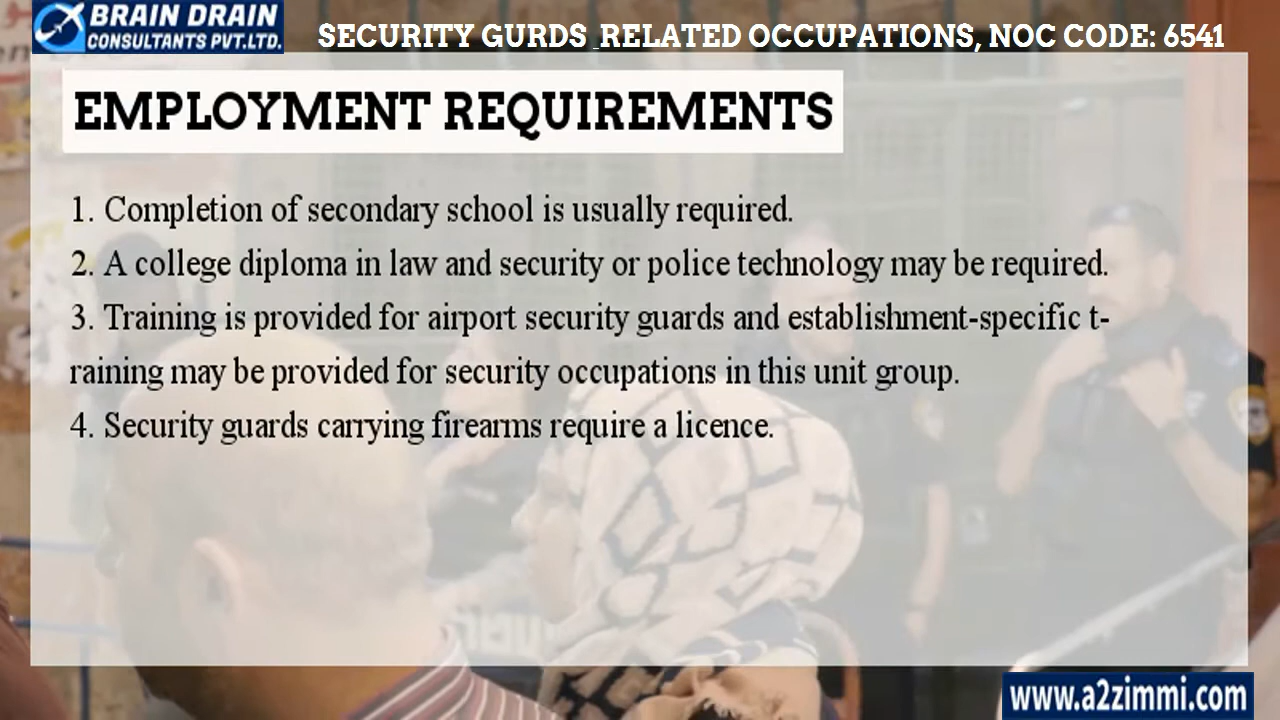 BRAIN DRAIN
CONSULTANTS PVT.LTD.
SECURITY GURDS RELATED OCCUPATIONS, NOC CODE: 6541
EMPLOYMENT REQUIREMENTS
1. Completion of secondary school is usually required.
2. A college diploma in law and security or police technology may be required.
3. Training is provided for airport security guards and establishment-specific t-
raining may be provided for security occupations in this unit group.
4. Security guards carrying firearms require a licence.
www.a2zimmi.com